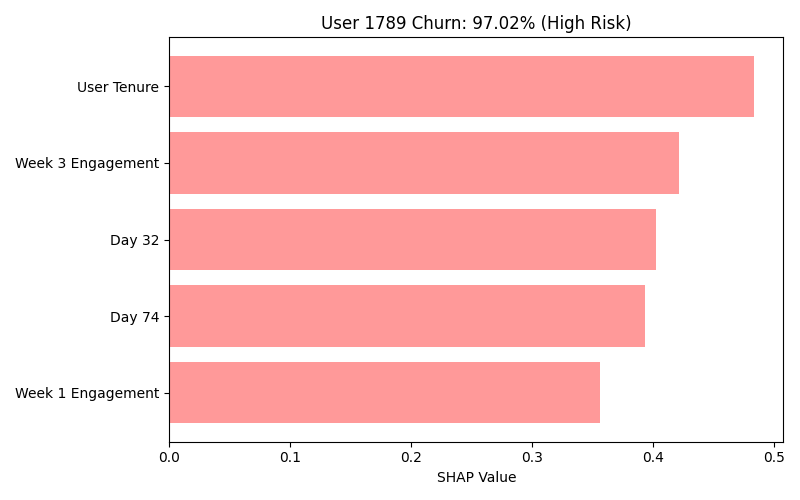 User 1789 Churn: 97.02% (High Risk)
User Tenure
Week 3 Engagement
Day 32
Day 74
Week 1 Engagement
0.0 0.1 0.2 0.3 0.4 0.5
SHAP Value